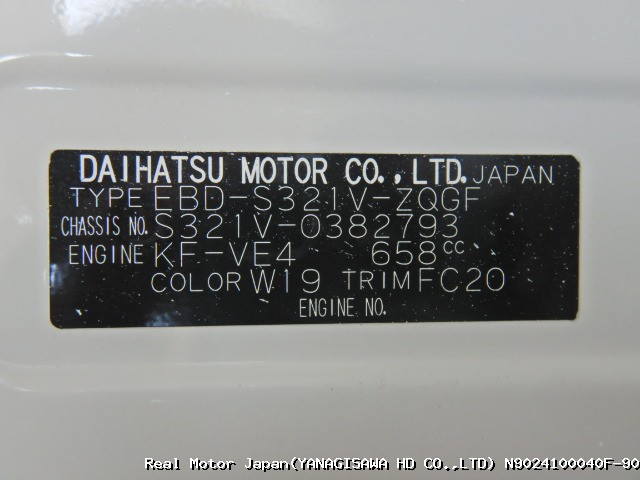 DAIHATSU MOTOR CO.,LTD. JAPAN
TYPE EBD-S321V-ZQGF
CHASSIS NO. S321V-0382793
ENGINE KF-VE4 658cc
COLOR W19 TRIM FC20
ENGINE NO.
Real Motor Japan(YANAGISAWA HD CO.,LTD) N9024100040F-90